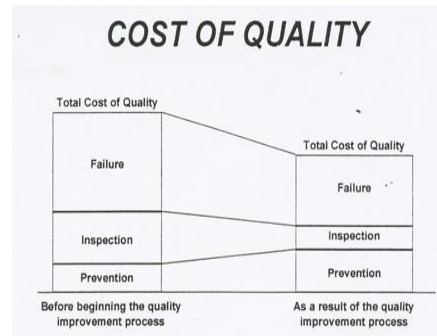 COST OF QUALITY
Total Cost of Quality
Failure
Inspection
Prevention
Before beginning the quality
improvement process
Total Cost of Quality
Failure
Inspection
Prevention
As a result of the quality
improvement process